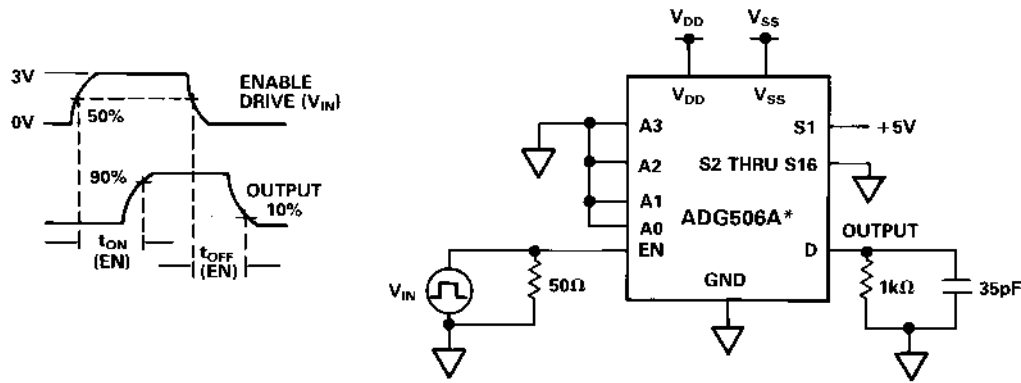 3V
0V
50%
ENABLE
DRIVE (VIN)
90%
OUTPUT
10%
tON
(EN)
tOFF
(EN)
VDD
VSS
VDD
VSS
A3
A2
A1
A0
EN
S1
+5V
S2 THRU S16
ADG506A*
D
OUTPUT
GND
VIN
50Ω
1kΩ
35pF